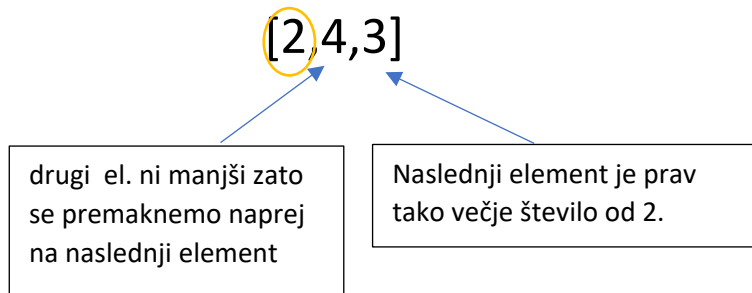 [2,4,3]
drugi el. ni manjši zato
se premaknemo naprej
na naslednji element
Naslednji element je prav
tako večje število od 2.